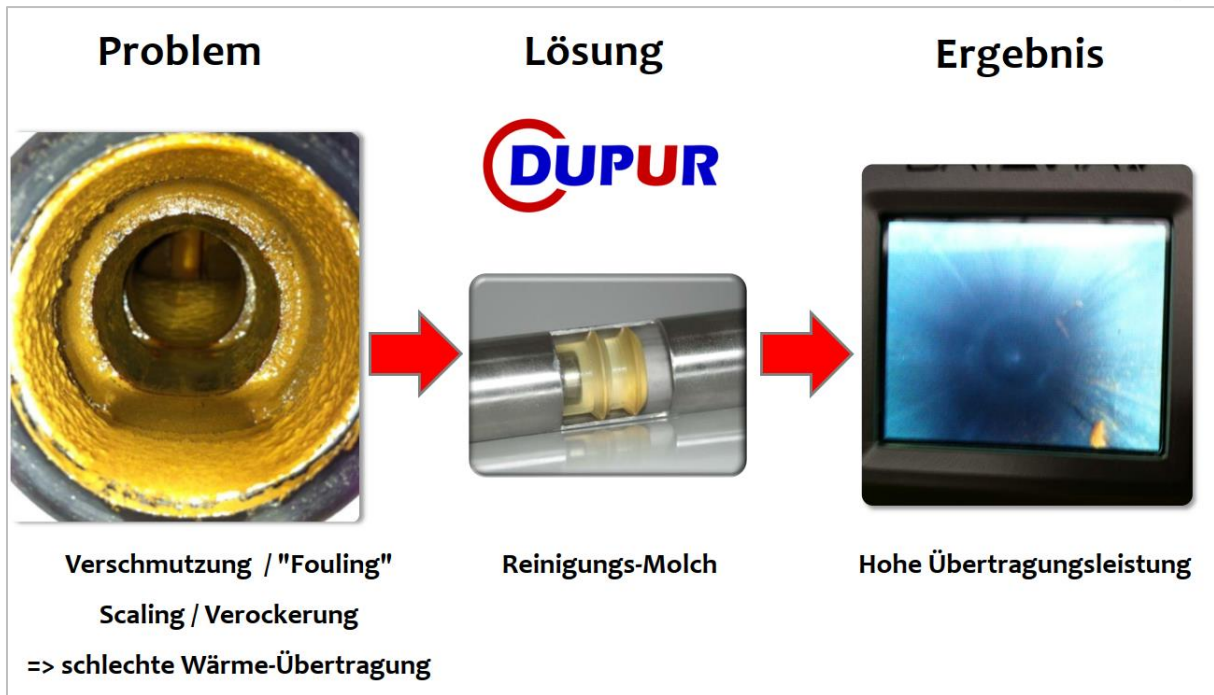 Problem
Lösung
Ergebnis
DUPUR
Verschmutzung / "Fouling"
Scaling / Verockerung
=> schlechte Wärme-Übertragung
Reinigungs-Molch
Hohe Übertragungsleistung